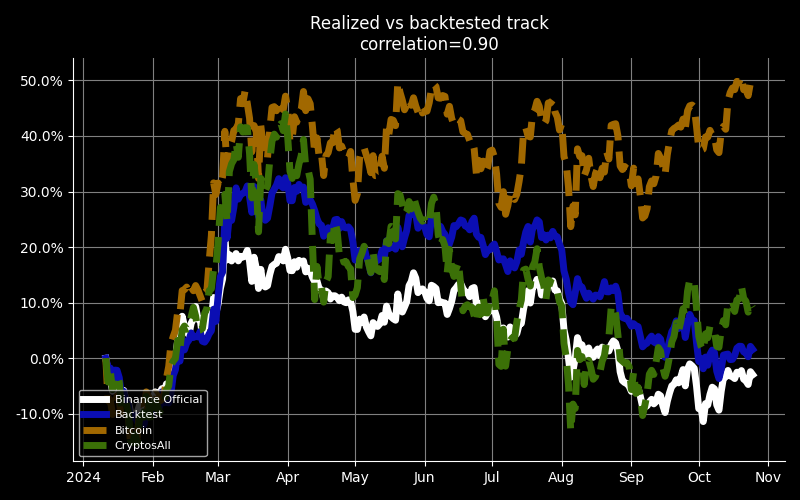 Realized vs backtested track
correlation=0.90
50.0%
40.0%
30.0%
20.0%
10.0%
0.0%
-10.0%
Binance Official
Backtest
Bitcoin
CryptosAll
2024 Feb Mar Apr May Jun Jul Aug Sep Oct Nov